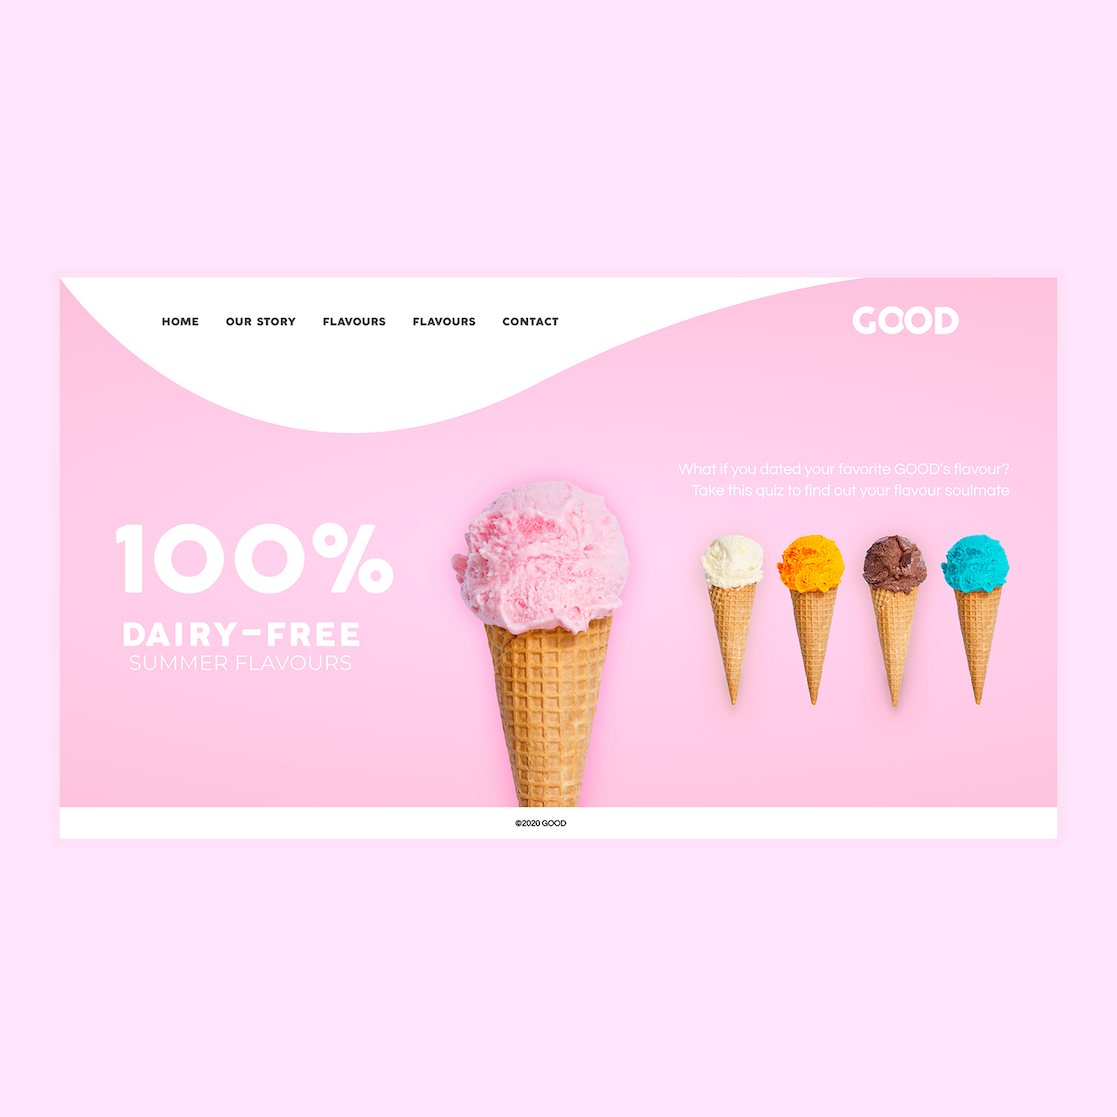 HOME OUR STORY FLAVOURS FLAVOURS CONTACT
GOOD
What if you dated your favorite GOOD's flavour?
Take this quiz to find out your flavour soulmate
100%
DAIRY-FREE
SUMMER FLAVOURS
©2020 GOOD